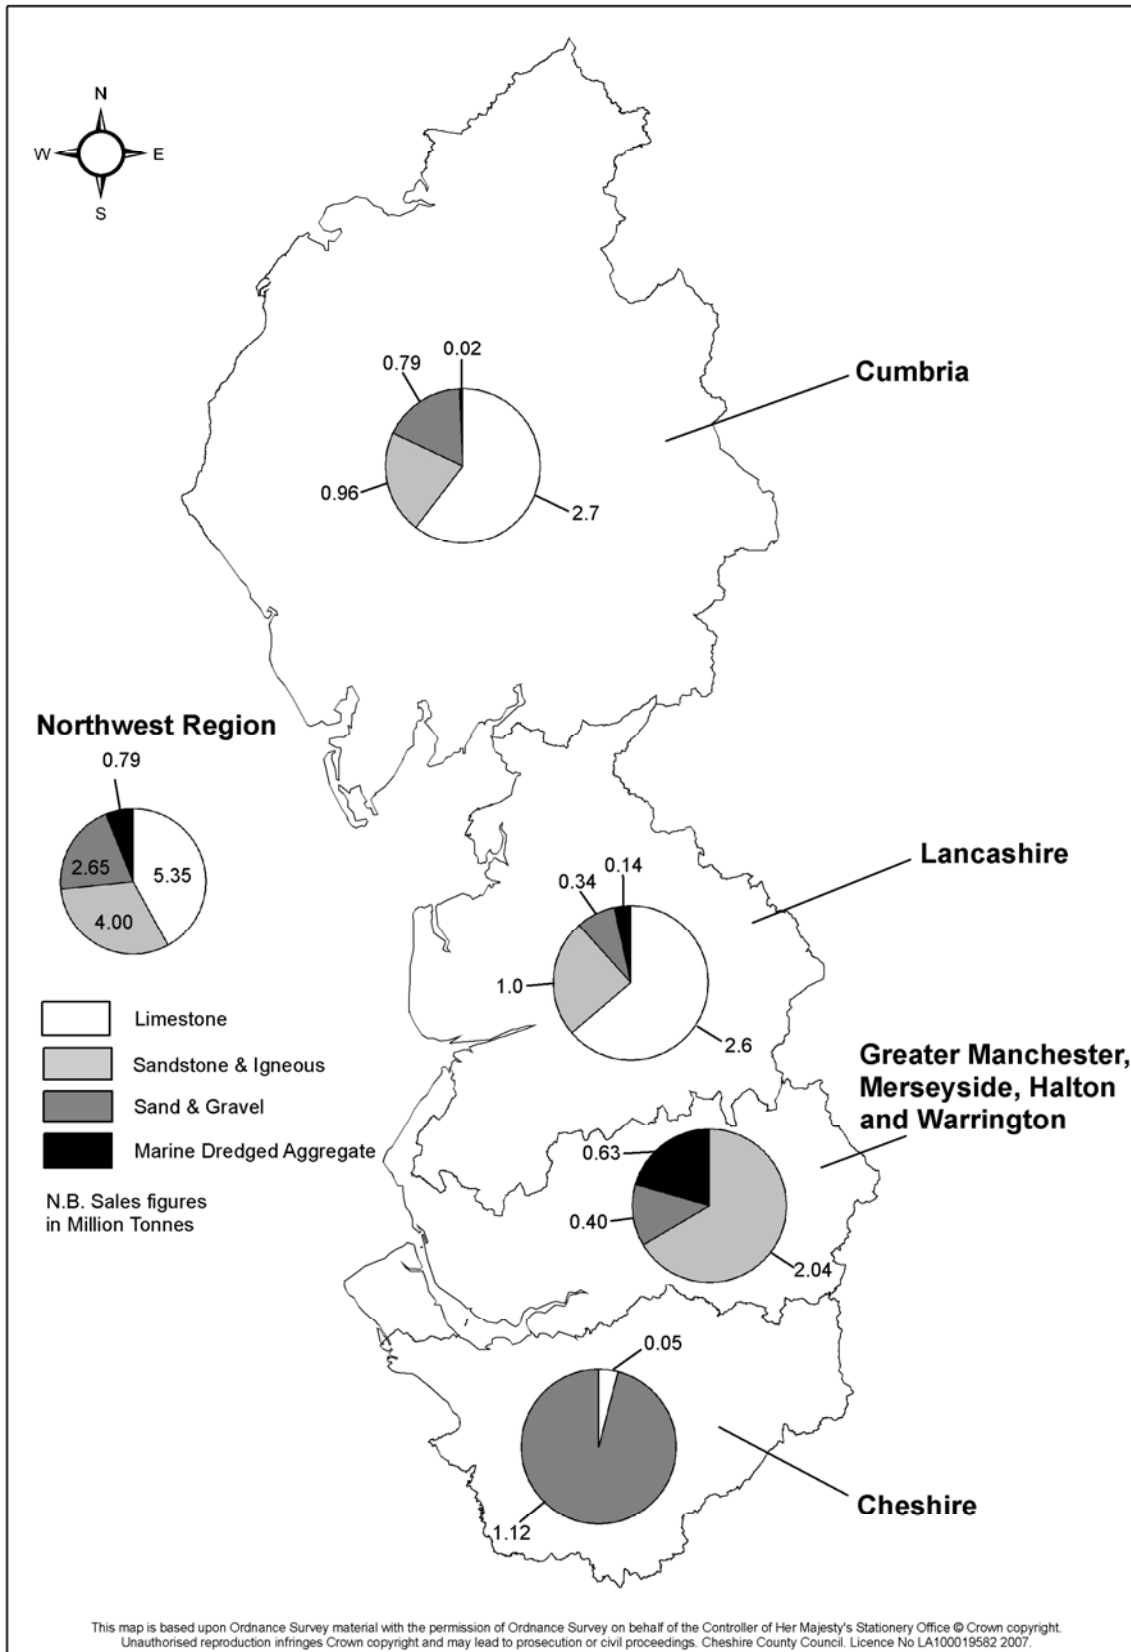 N
W E
S
0.79
0.02
Cumbria
0.96
2.7
Northwest Region
0.79
2.65
5.35
4.00
Lancashire
0.34
0.14
1.0
2.6
Limestone
Sandstone & Igneous
Sand & Gravel
Marine Dredged Aggregate
N.B. Sales figures
in Million Tonnes
Greater Manchester,
Merseyside, Halton
and Warrington
0.63
0.40
2.04
0.05
1.12
Cheshire
This map is based upon Ordnance Survey material with the permission of Ordnance Survey on behalf of the Controller of Her Majesty's Stationery Office © Crown copyright.
Unauthorised reproduction infringes Crown copyright and may lead to prosecution or civil proceedings. Cheshire County Council. Licence No LA100019582 2007.